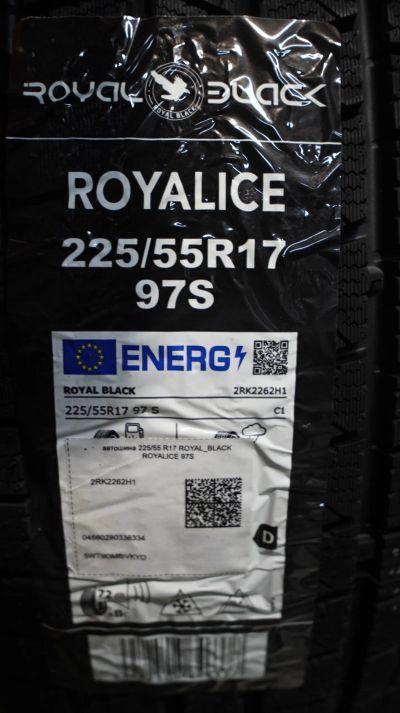 ROYAL BLACK
ROYAL BLACK
ROYALICE
225/55R17
97S
ENERG
ROYAL BLACK 2RK2262H1
225/55R17 97 S C1
автошина 225/55 R17 ROYAL_BLACK
ROYALICE 97S
2RK2262H1
04660280336334
D
72